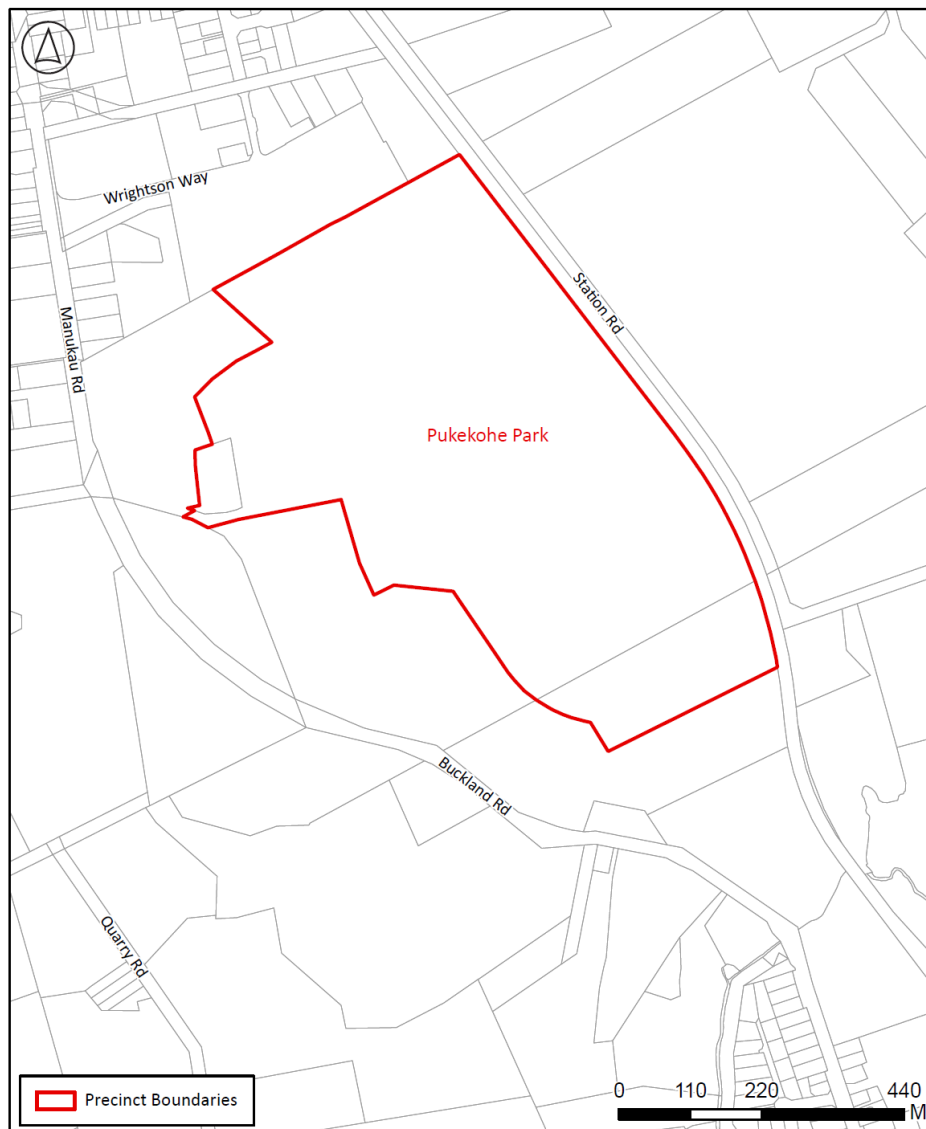 Wrightson Way
Station Rd
Manukau Rd
Pukekohe Park
Buckland Rd
Quarry Rd
Precinct Boundaries
0 110 220 440
M